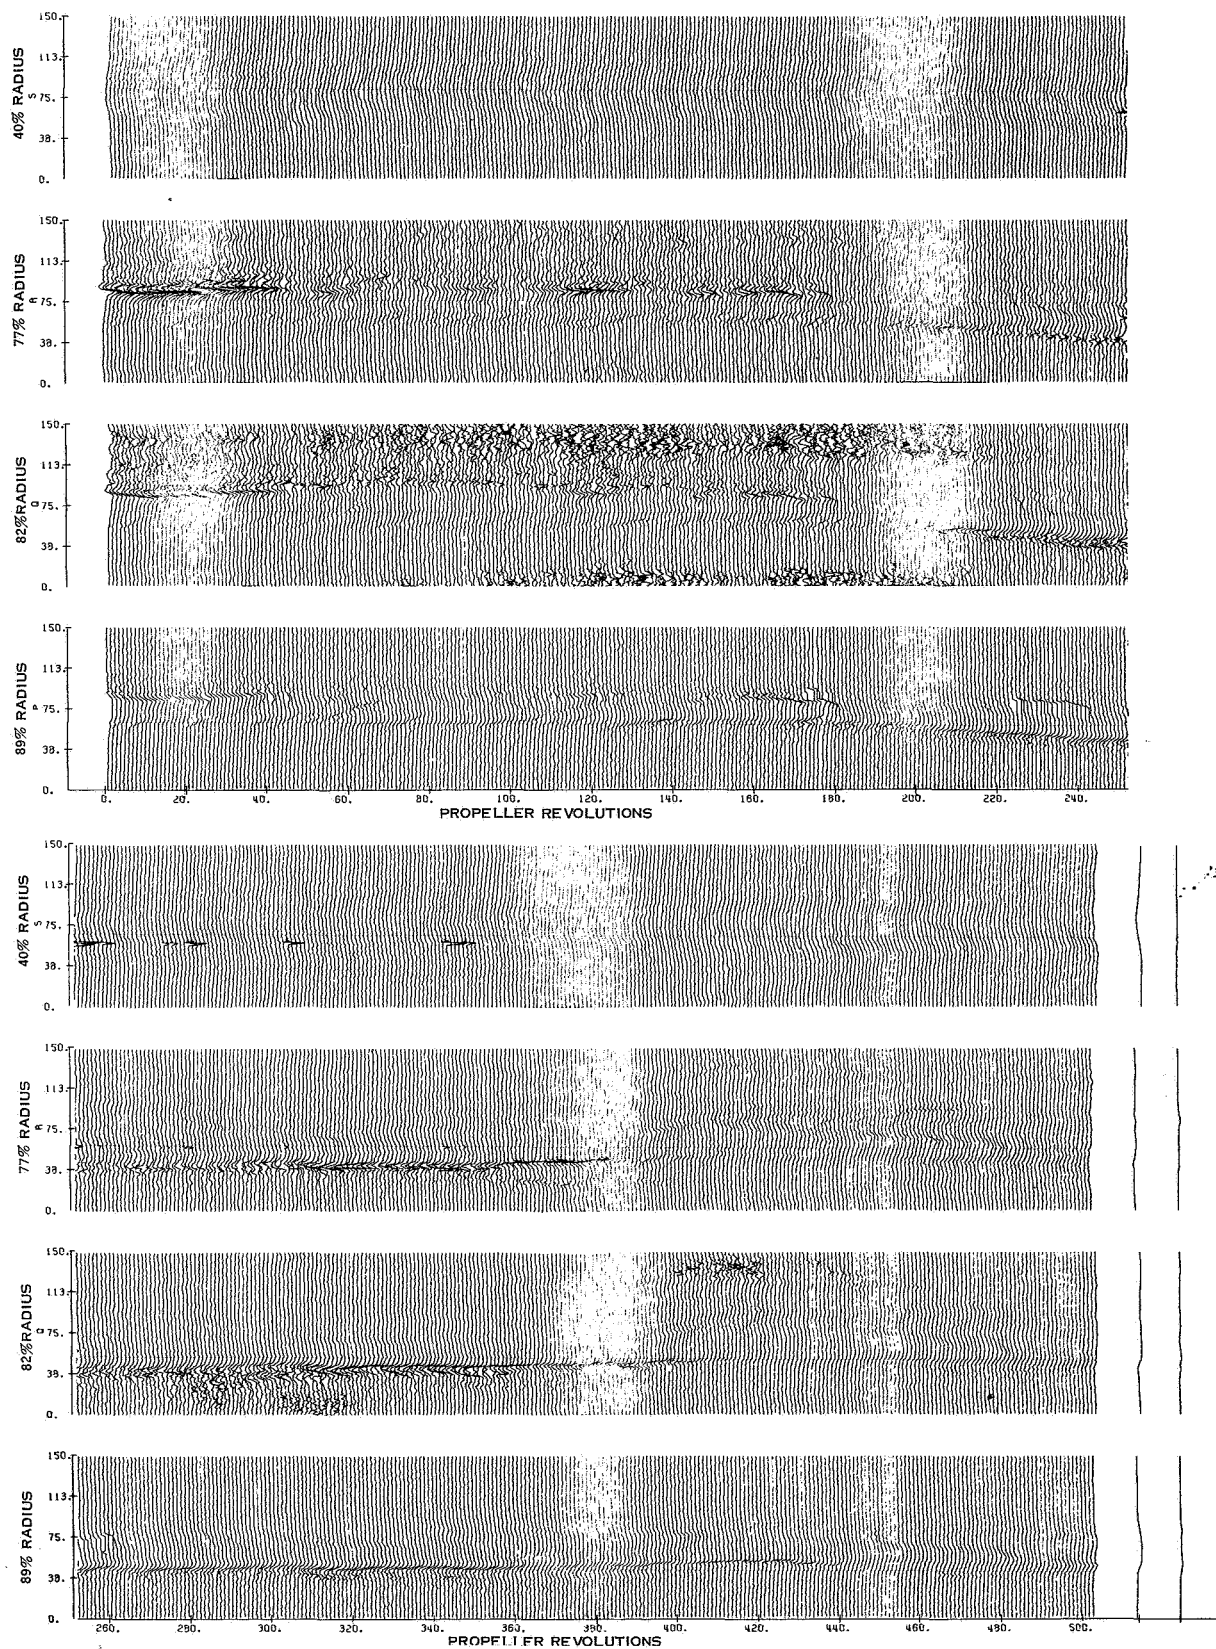 150.
113.
75.
38.
0.
40% RADIUS
S
150.
113.
75.
38.
0.
77% RADIUS
R
150.
113.
75.
38.
0.
82%RADIUS
Q
150.
113.
75.
38.
0.
89% RADIUS
P
0. 20. 40. 60. 80. 100. 120. 140. 160. 180. 200. 220. 240.
PROPELLER REVOLUTIONS
150.
113.
75.
38.
0.
40% RADIUS
S
150.
113.
75.
38.
0.
77% RADIUS
R
150.
113.
75.
38.
0.
82%RADIUS
Q
150.
113.
75.
38.
0.
89% RADIUS
260. 280. 300. 320. 340. 360. 380. 400. 420. 440. 460. 480. 500.
PROPELLER REVOLUTIONS